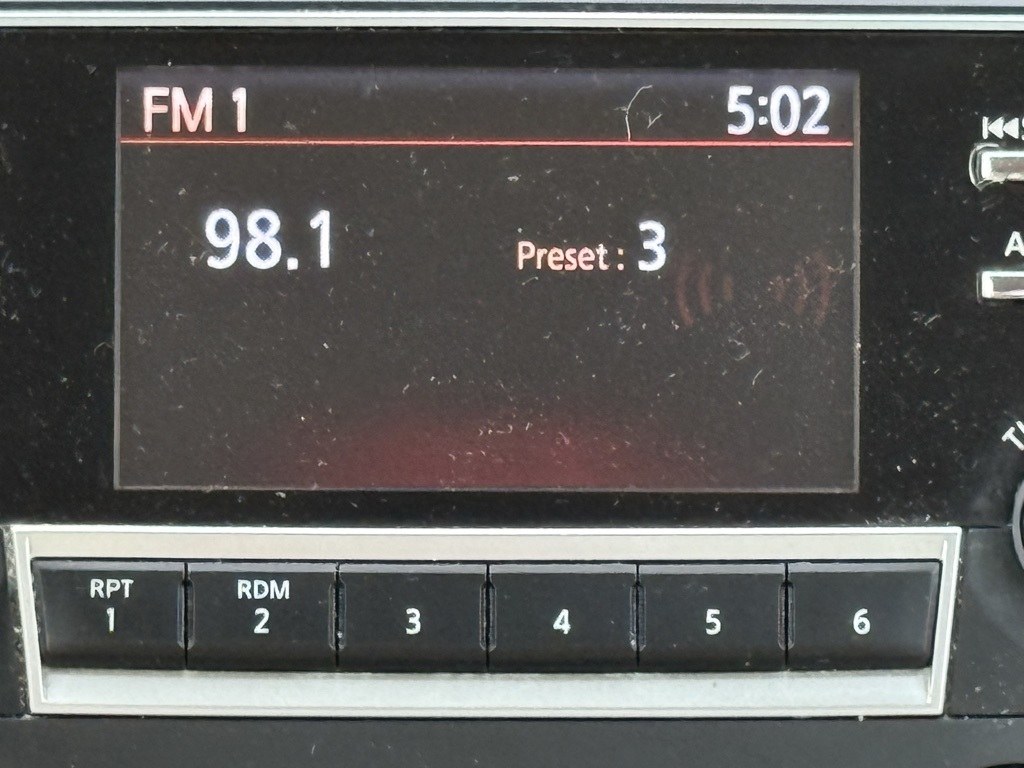 FM 1 5:02
98.1 Preset : 3
A
RPT RDM
1 2 3 4 5 6